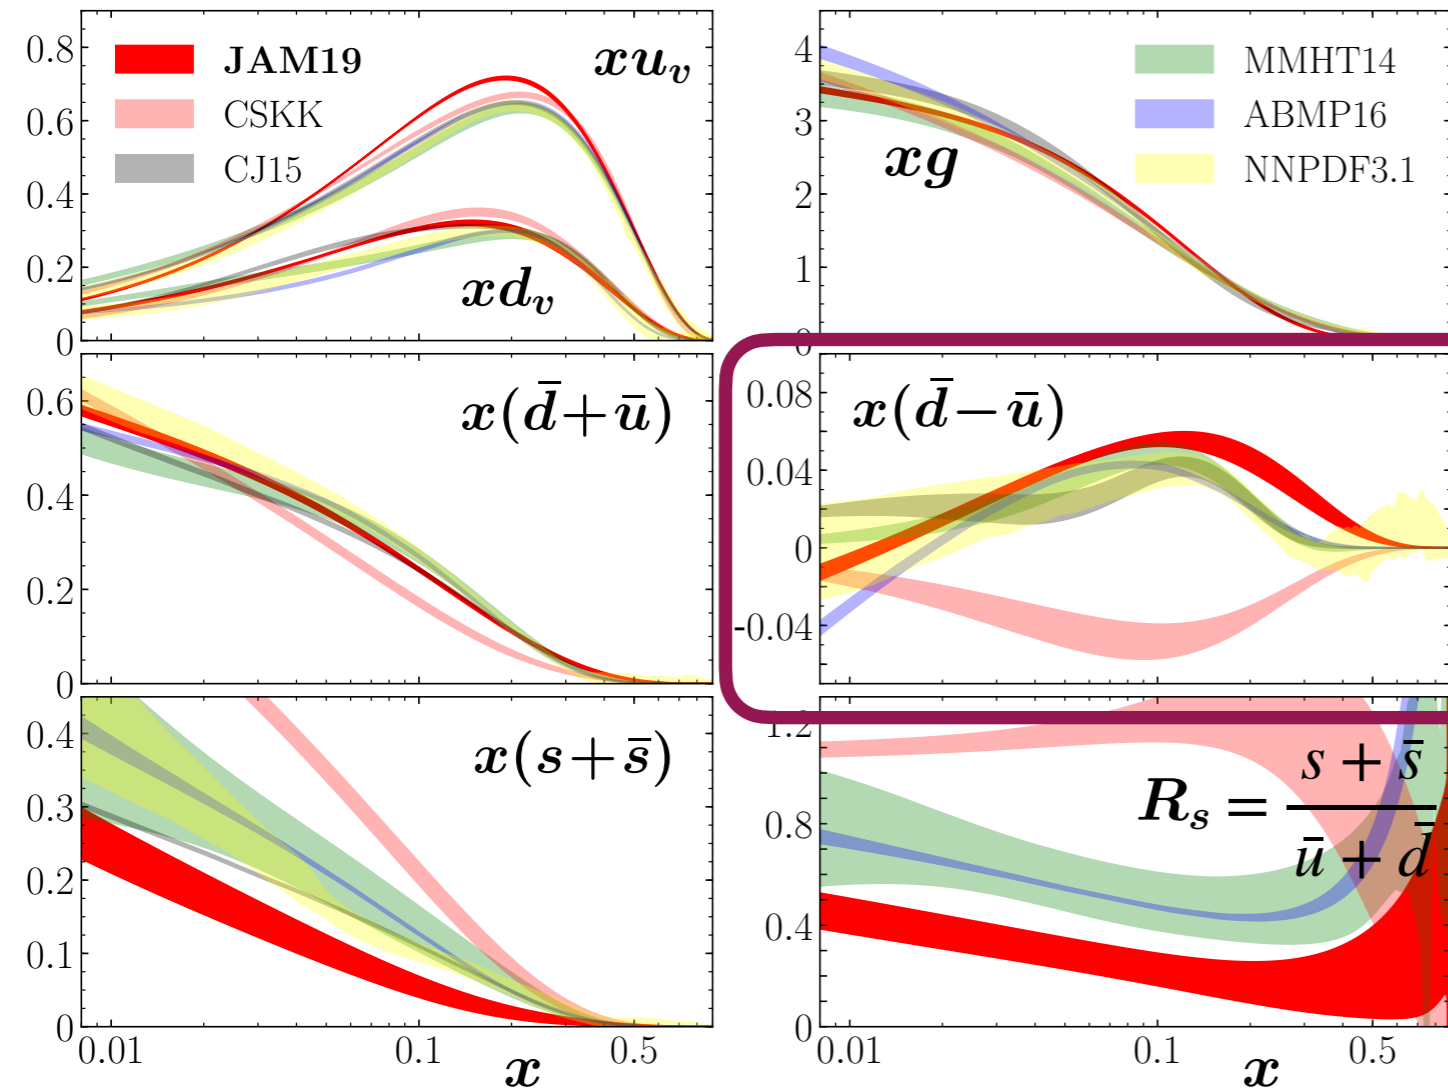 0.8
0.6
0.4
0.2
0
JAM19
CSKK
CJ15
xu_v
xd_v
4
3
2
1
0
MMHT14
ABMP16
NNPDF3.1
xg
0.6
0.4
0.2
0
x(d̄+ū)
0.08
0.04
0
-0.04
x(d̄−ū)
0.4
0.3
0.2
0.1
0
x(s+s̄)
0.01 0.1 0.5
x
1.2
0.8
0.4
0
R_s = (s + s̄)/(ū + d̄)
0.01 0.1 0.5
x